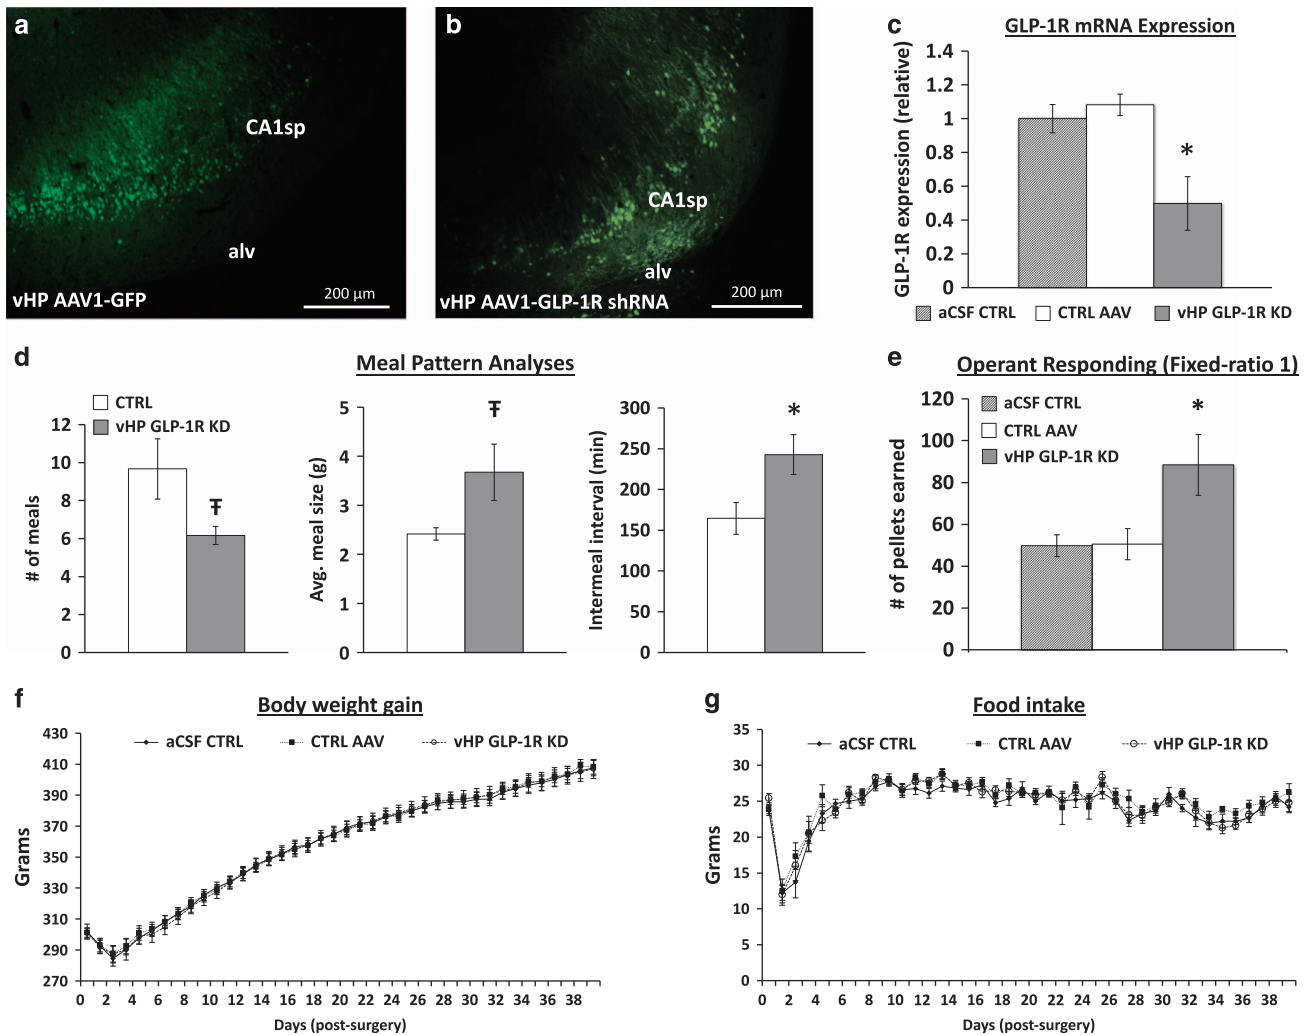 a
CA1sp
alv
vHP AAV1-GFP
200 µm
b
CA1sp
alv
vHP AAV1-GLP-1R shRNA
200 µm
c
GLP-1R mRNA Expression
GLP-1R expression (relative)
1.4
1.2
1
0.8
0.6
0.4
0.2
0
*
aCSF CTRL
CTRL AAV
vHP GLP-1R KD
d
Meal Pattern Analyses
CTRL
vHP GLP-1R KD
# of meals
12
10
8
6
4
2
0
Ŧ
Avg. meal size (g)
5
4
3
2
1
0
Ŧ
Intermeal interval (min)
300
250
200
150
100
50
0
*
e
Operant Responding (Fixed-ratio 1)
aCSF CTRL
CTRL AAV
vHP GLP-1R KD
# of pellets earned
120
100
80
60
40
20
0
*
f
Body weight gain
aCSF CTRL
CTRL AAV
vHP GLP-1R KD
Grams
430
410
390
370
350
330
310
290
270
0 2 4 6 8 10 12 14 16 18 20 22 24 26 28 30 32 34 36 38
Days (post-surgery)
g
Food intake
aCSF CTRL
CTRL AAV
vHP GLP-1R KD
Grams
35
30
25
20
15
10
5
0
0 2 4 6 8 10 12 14 16 18 20 22 24 26 28 30 32 34 36 38
Days (post-surgery)